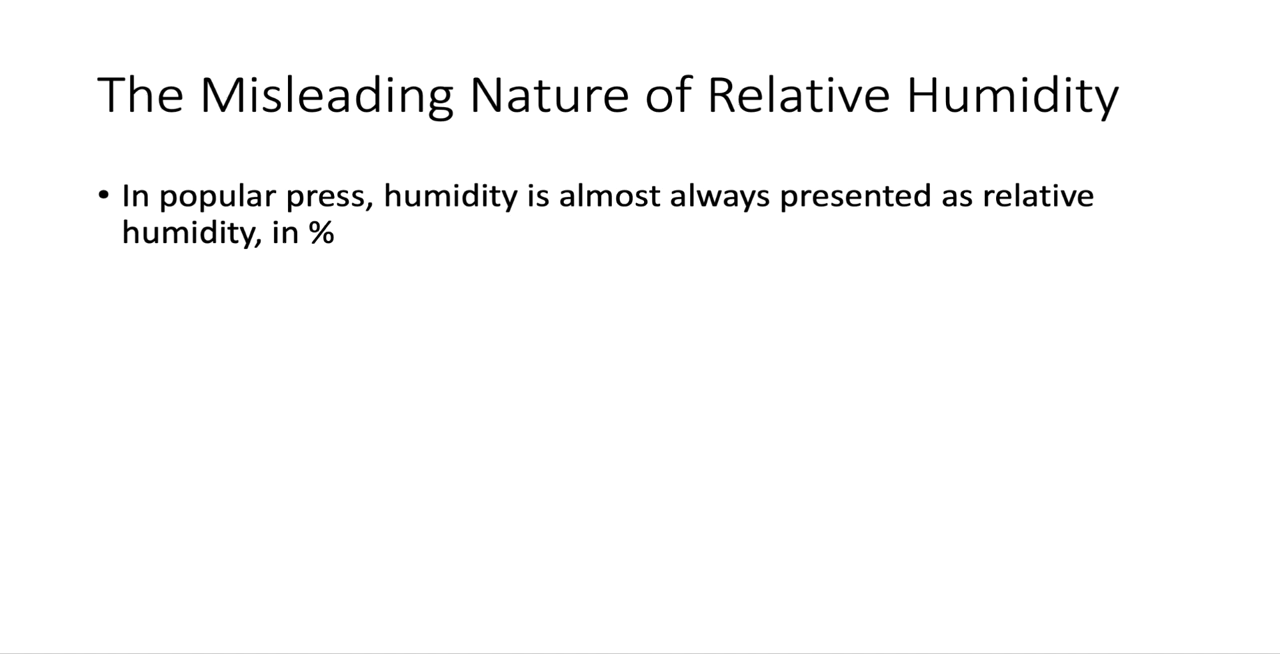 The Misleading Nature of Relative Humidity
• In popular press, humidity is almost always presented as relative
humidity, in %